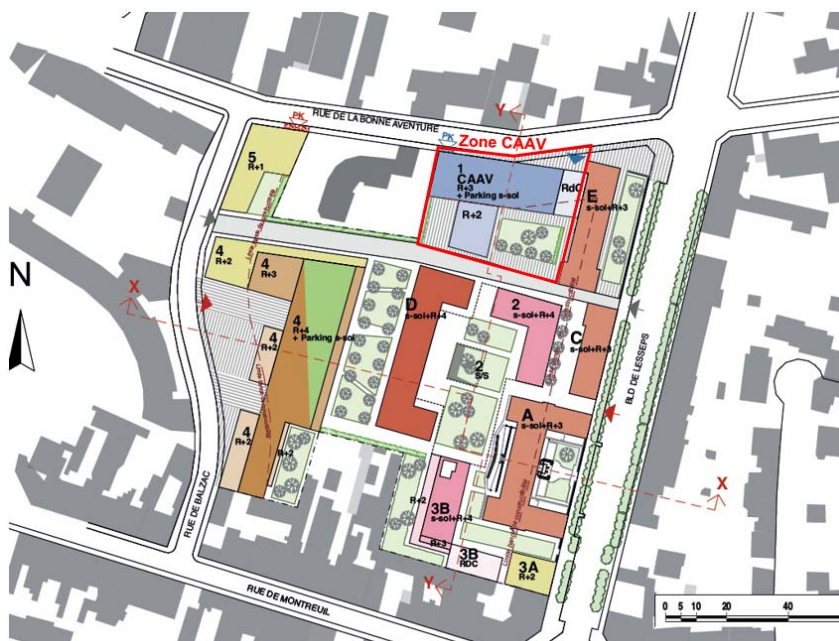 RUE DE LA BONNE AVENTURE
PK
PK
Y
Zone CAAV
5
R+1
1
CAAV
R+3
+ Parking s-sol
RdC
E
s-sol+R+3
R+2
N
4
R+2
4
R+3
X
4
R+4
+ Parking s-sol
D
s-sol+R+4
2
s-sol+R+4
C
s-sol+R+3
BLD DE LESSEPS
4
R+2
2
S/S
A
s-sol+R+3
4
R+2
R+2
R+2
3B
s-sol+R+4
R+3
3B
RDC
3A
R+2
X
Y
RUE DE BALZAC
RUE DE MONTREUIL
0 5 10 20 40